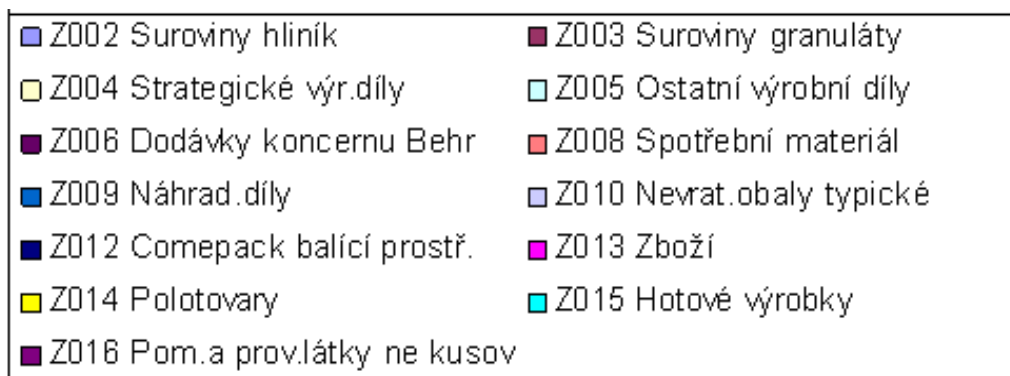 Z002 Suroviny hliník
Z003 Suroviny granuláty
Z004 Strategické výr.díly
Z005 Ostatní výrobní díly
Z006 Dodávky koncernu Behr
Z008 Spotřební materiál
Z009 Náhrad.díly
Z010 Nevrat.obaly typické
Z012 Comepack balící prostř.
Z013 Zboží
Z014 Polotovary
Z015 Hotové výrobky
Z016 Pom.a prov.látky ne kusov